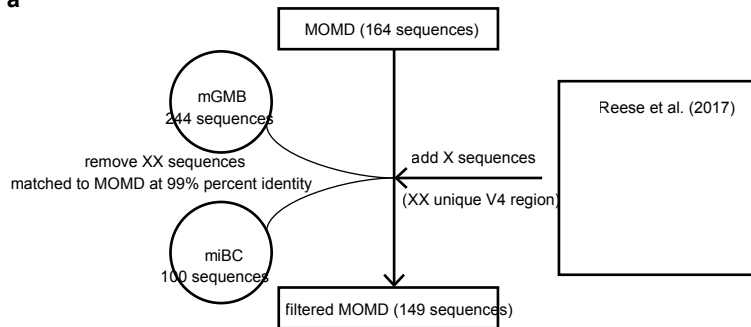 a
MOMD (164 sequences)
mGMB
244 sequences
Reese et al. (2017)
remove XX sequences
matched to MOMD at 99% percent identity
add X sequences
(XX unique V4 region)
miBC
100 sequences
filtered MOMD (149 sequences)